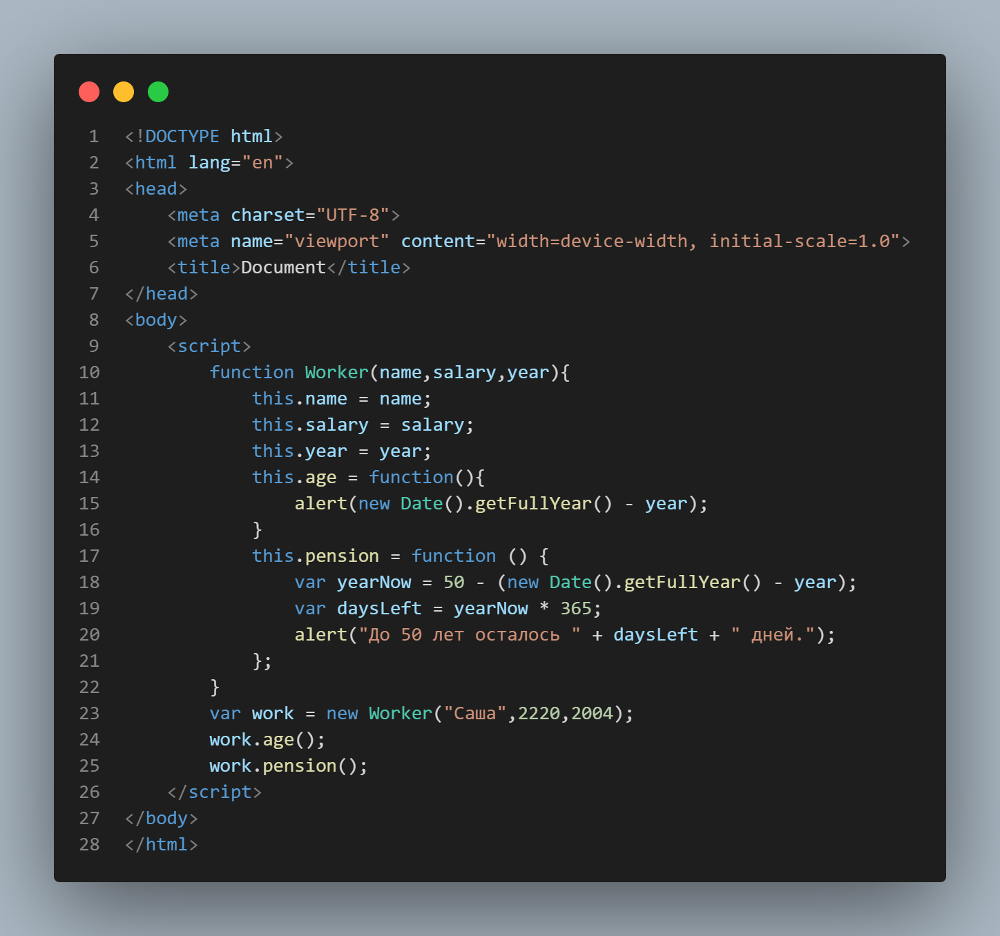 1 <!DOCTYPE html>
2 <html lang="en">
3 <head>
4     <meta charset="UTF-8">
5     <meta name="viewport" content="width=device-width, initial-scale=1.0">
6     <title>Document</title>
7 </head>
8 <body>
9     <script>
10         function Worker(name,salary,year){
11             this.name = name;
12             this.salary = salary;
13             this.year = year;
14             this.age = function(){
15                 alert(new Date().getFullYear() - year);
16             }
17             this.pension = function () {
18                 var yearNow = 50 - (new Date().getFullYear() - year);
19                 var daysLeft = yearNow * 365;
20                 alert("До 50 лет осталось " + daysLeft + " дней.");
21             };
22         }
23         var work = new Worker("Саша",2220,2004);
24         work.age();
25         work.pension();
26     </script>
27 </body>
28 </html>